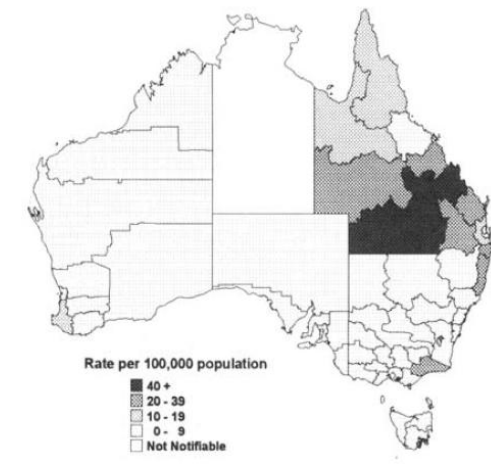 Rate per 100,000 population
40 +
20 - 39
10 - 19
0 - 9
Not Notifiable